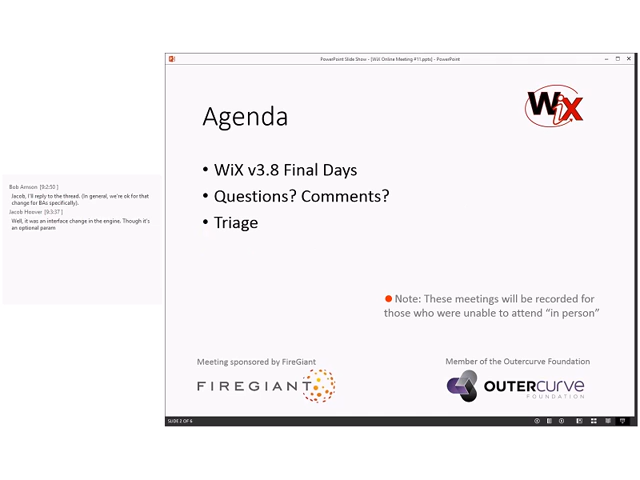 PowerPoint Slide Show - [WiX Online Meeting #11.pptx] - PowerPoint
Agenda
WiX
• WiX v3.8 Final Days
• Questions? Comments?
• Triage
Bob Arnson [9:2:50 ]
Jacob, I'll reply to the thread. (In general, we're ok for that
change for BAs specifically).
Jacob Hoover [9:3:37 ]
Well, it was an interface change in the engine. Though it's
an optional param
Note: These meetings will be recorded for
those who were unable to attend “in person”
Meeting sponsored by FireGiant
FIREGIANT
Member of the Outercurve Foundation
OUTERCURVE
FOUNDATION
SLIDE 2 OF 6